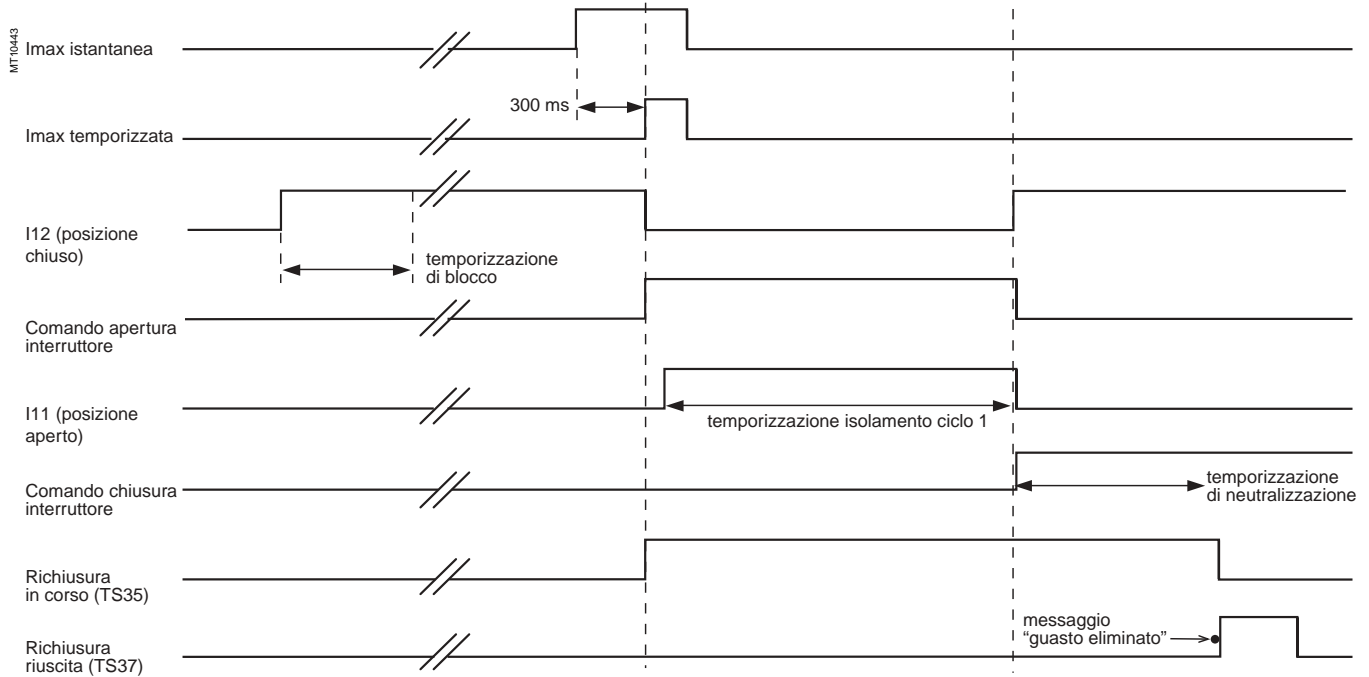 MT10443
Imax istantanea
300 ms
Imax temporizzata
I12 (posizione
chiuso)
temporizzazione
di blocco
Comando apertura
interruttore
I11 (posizione
aperto)
temporizzazione isolamento ciclo 1
Comando chiusura
interruttore
temporizzazione
di neutralizzazione
Richiusura
in corso (TS35)
messaggio
“guasto eliminato”
Richiusura
riuscita (TS37)